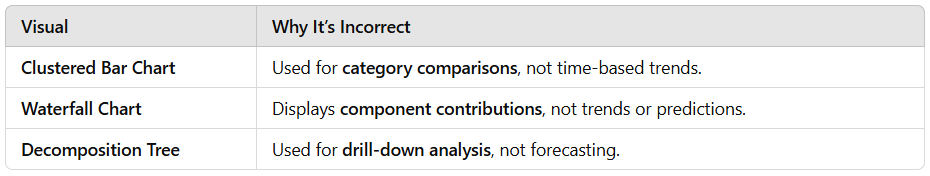 Visual Why It’s Incorrect
Clustered Bar Chart Used for category comparisons, not time-based trends.
Waterfall Chart Displays component contributions, not trends or predictions.
Decomposition Tree Used for drill-down analysis, not forecasting.